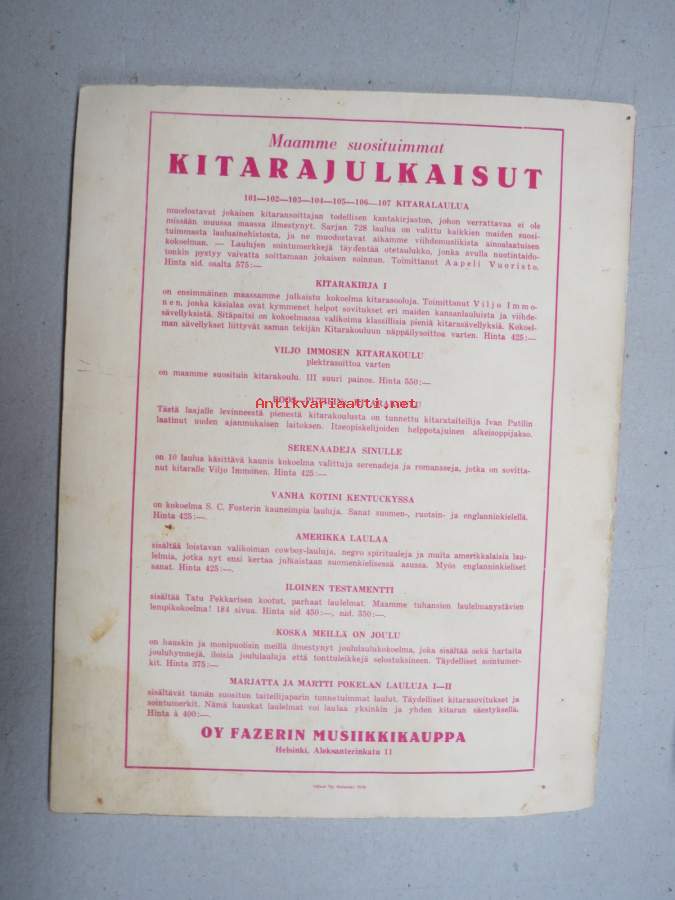 Maamme suosituimmat
KITARAJULKAISUT
101—102—103—104—105—106—107 KITARALAULUA
muodostavat jokaisen kitaransoittajan todellisen kantakirjaston, johon verrattavaa ei ole
missään muussa maassa ilmestynyt. Sarjan 728 laulua on valittu kaikkien maiden suosi-
tuimmasta lauluainehistosta, ja ne muodostavat aikamme viihdemusiikista ainoalaatuisen
kokoelman. — Laulujen sointumerkkejä täydentää otetaulukko, jonka avulla nuotintaido-
tonkin pystyy vaivatta soittamaan jokaisen soinnun. Toimittanut Aapeli Vuoristo.
Hinta sid. osalta 575:—
KITARAKIRJA I
on ensimmäinen maassamme julkaistu kokoelma kitarasooloja. Toimittanut Viljo Immo-
nen, jonka käsialaa ovat kymmenet helpot sovitukset eri maiden kansanlauluista ja viihde-
sävellyksistä. Sitäpaitsi on kokoelmassa valikoima klassillisia pieniä kitarasävellyksiä. Kokoel-
man sävellykset liittyvät saman tekijän Kitarakouluun näppäilysoittoa varten. Hinta 425:—
VILJO IMMOSEN KITARAKOULU
plektrasoittoa varten
on maamme suosituin kitarakoulu. III suuri painos. Hinta 550:—
Antikvariaatti.net
Tästä laajalle levinneestä pienestä kitarakoulusta on tunnettu kitarataiteilija Ivan Putilin
laatinut uuden ajanmukaisen laitoksen. Itseopiskelijoiden helppotajuinen alkeisoppijakso.
SERENAADEJA SINULLE
on 10 laulua käsittävä kaunis kokoelma valittuja serenadeja ja romansseja, jotka on sovitta-
nut kitaralle Viljo Immonen. Hinta 425:—
VANHA KOTINI KENTUCKYSSA
on kokoelma S. C. Fosterin kauneimpia lauluja. Sanat suomen-, ruotsin- ja englanninkielellä.
Hinta 425:—.
AMERIKKA LAULAA
sisältää loistavan valikoiman cowboy-lauluja, negro spiritualeja ja muita amerikkalaisia lau-
lelmia, jotka nyt ensi kertaa julkaistaan suomenkielisessä asussa. Myös englanninkieliset
sanat. Hinta 425:—.
ILOINEN TESTAMENTTI
sisältää Tatu Pekkarisen kootut, parhaat laulelmat. Maamme tuhansien laulelmanystävien
lempikokoelma! 184 sivua. Hinta sid 450:—, nid. 350:—.
KOSKA MEILLÄ ON JOULU
on hauskin ja monipuolisin meillä ilmestynyt joululaulukokoelma, joka sisältää sekä hartaita
jouluhymnejä, iloisia joululauluja että tonttuleikkejä selostuksineen. Täydelliset sointumer-
kit. Hinta 375:—
MARJATTA JA MARTTI POKELAN LAULUJA I—II
sisältävät tämän suositun taiteilijaparin tunnetuimmat laulut. Täydelliset kitarasovitukset ja
sointumerkit. Nämä hauskat laulelmat voi laulaa yksinkin ja yhden kitaran säestyksellä.
Hinta à 400:—.
OY FAZERIN MUSIIKKIKAUPPA
Helsinki, Aleksanterinkatu 11